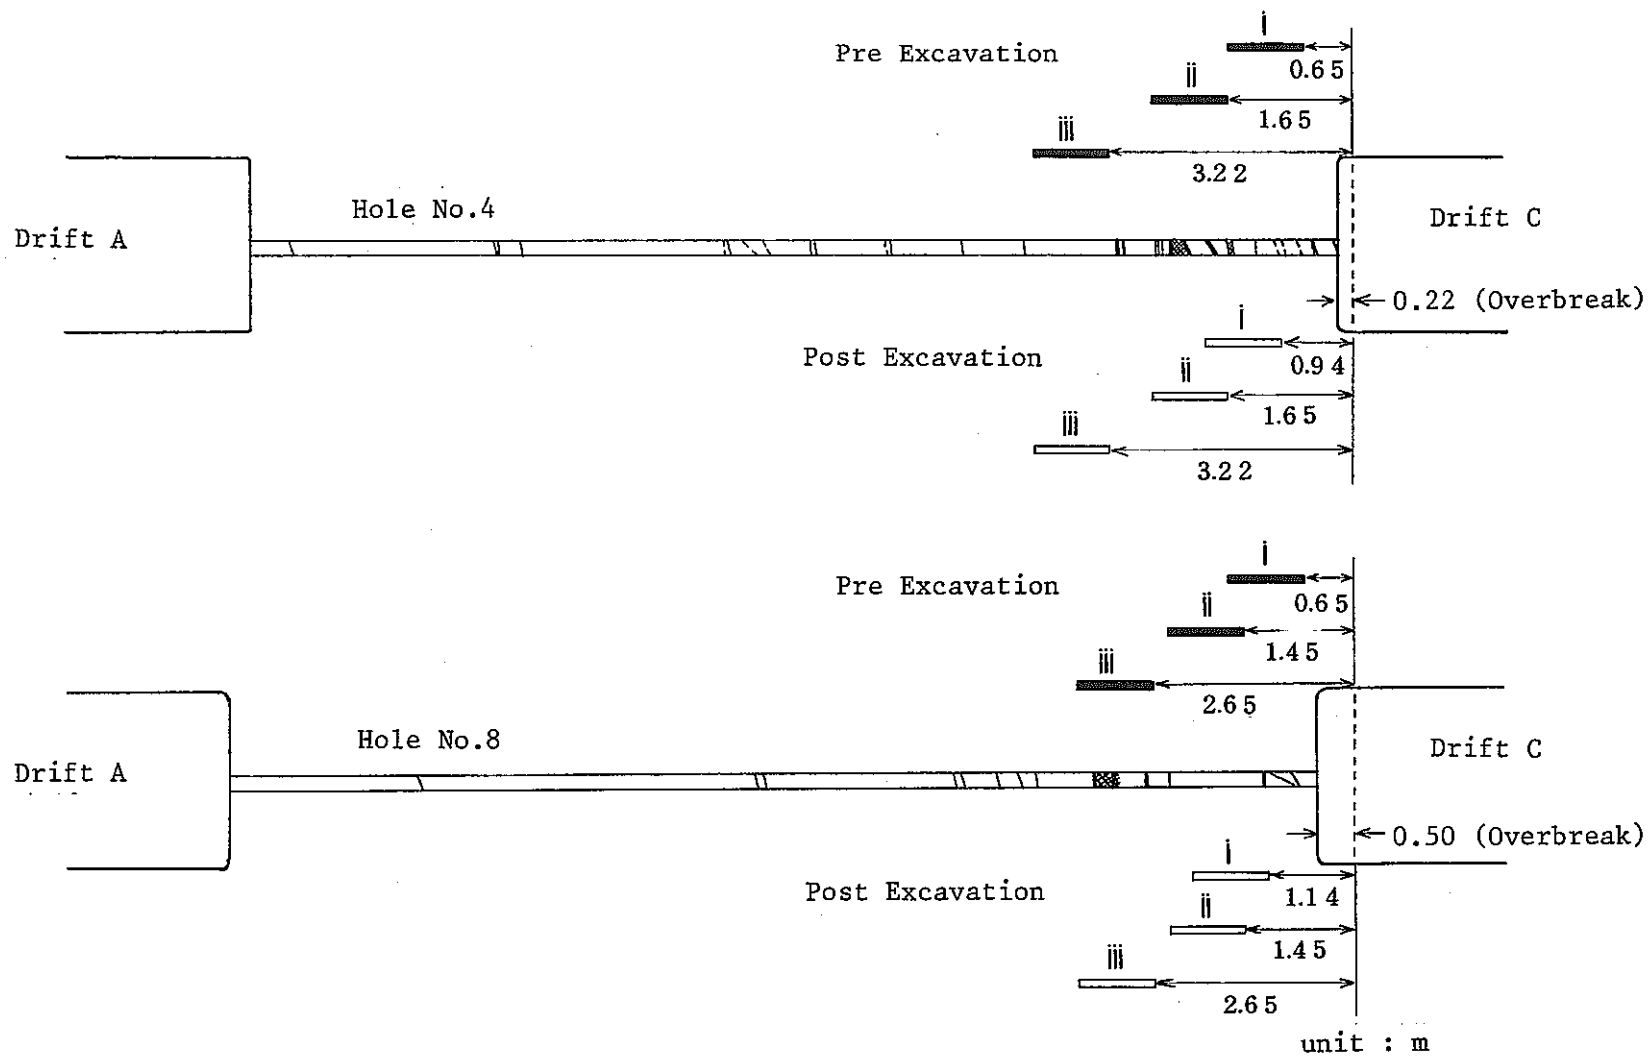 i
Pre Excavation
0.65
ii
1.65
iii
3.22
Hole No.4
Drift A
Drift C
0.22 (Overbreak)
i
Post Excavation
0.94
ii
1.65
iii
3.22
i
Pre Excavation
0.65
ii
1.45
iii
2.65
Hole No.8
Drift A
Drift C
0.50 (Overbreak)
i
Post Excavation
1.14
ii
1.45
iii
2.65
unit : m